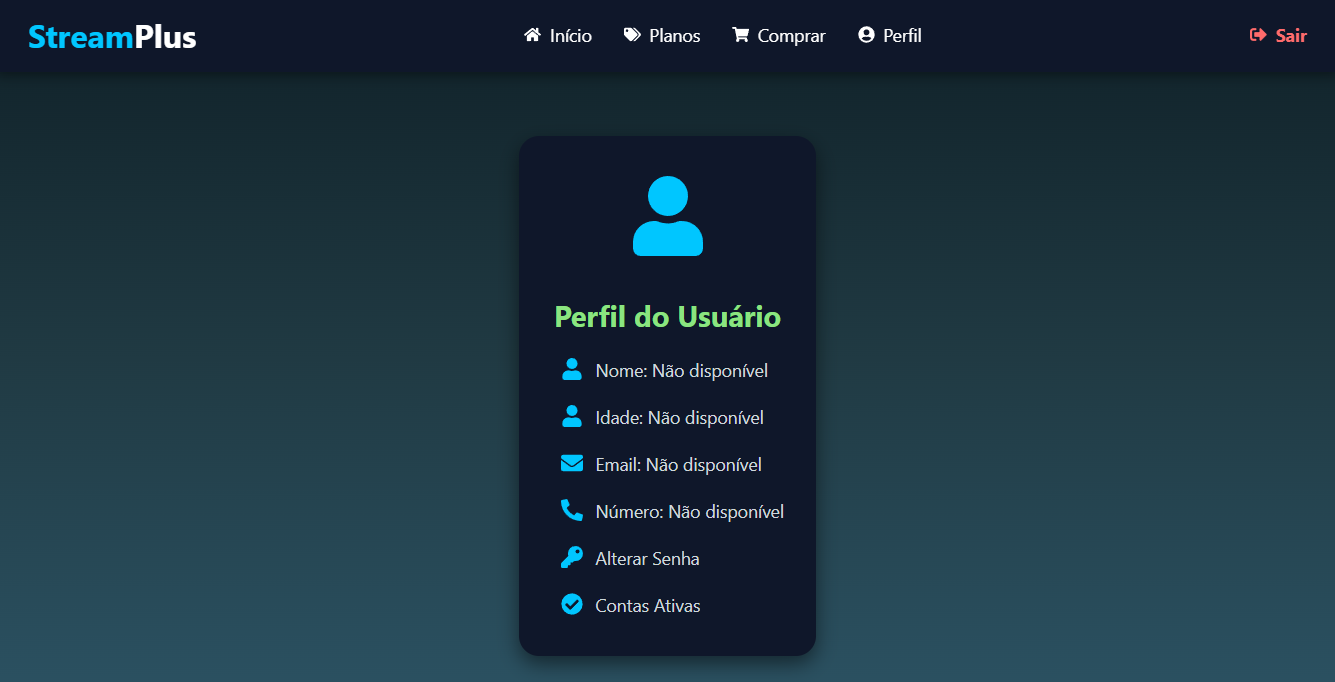 StreamPlus Início Planos Comprar Perfil Sair
Perfil do Usuário
Nome: Não disponível
Idade: Não disponível
Email: Não disponível
Número: Não disponível
Alterar Senha
Contas Ativas